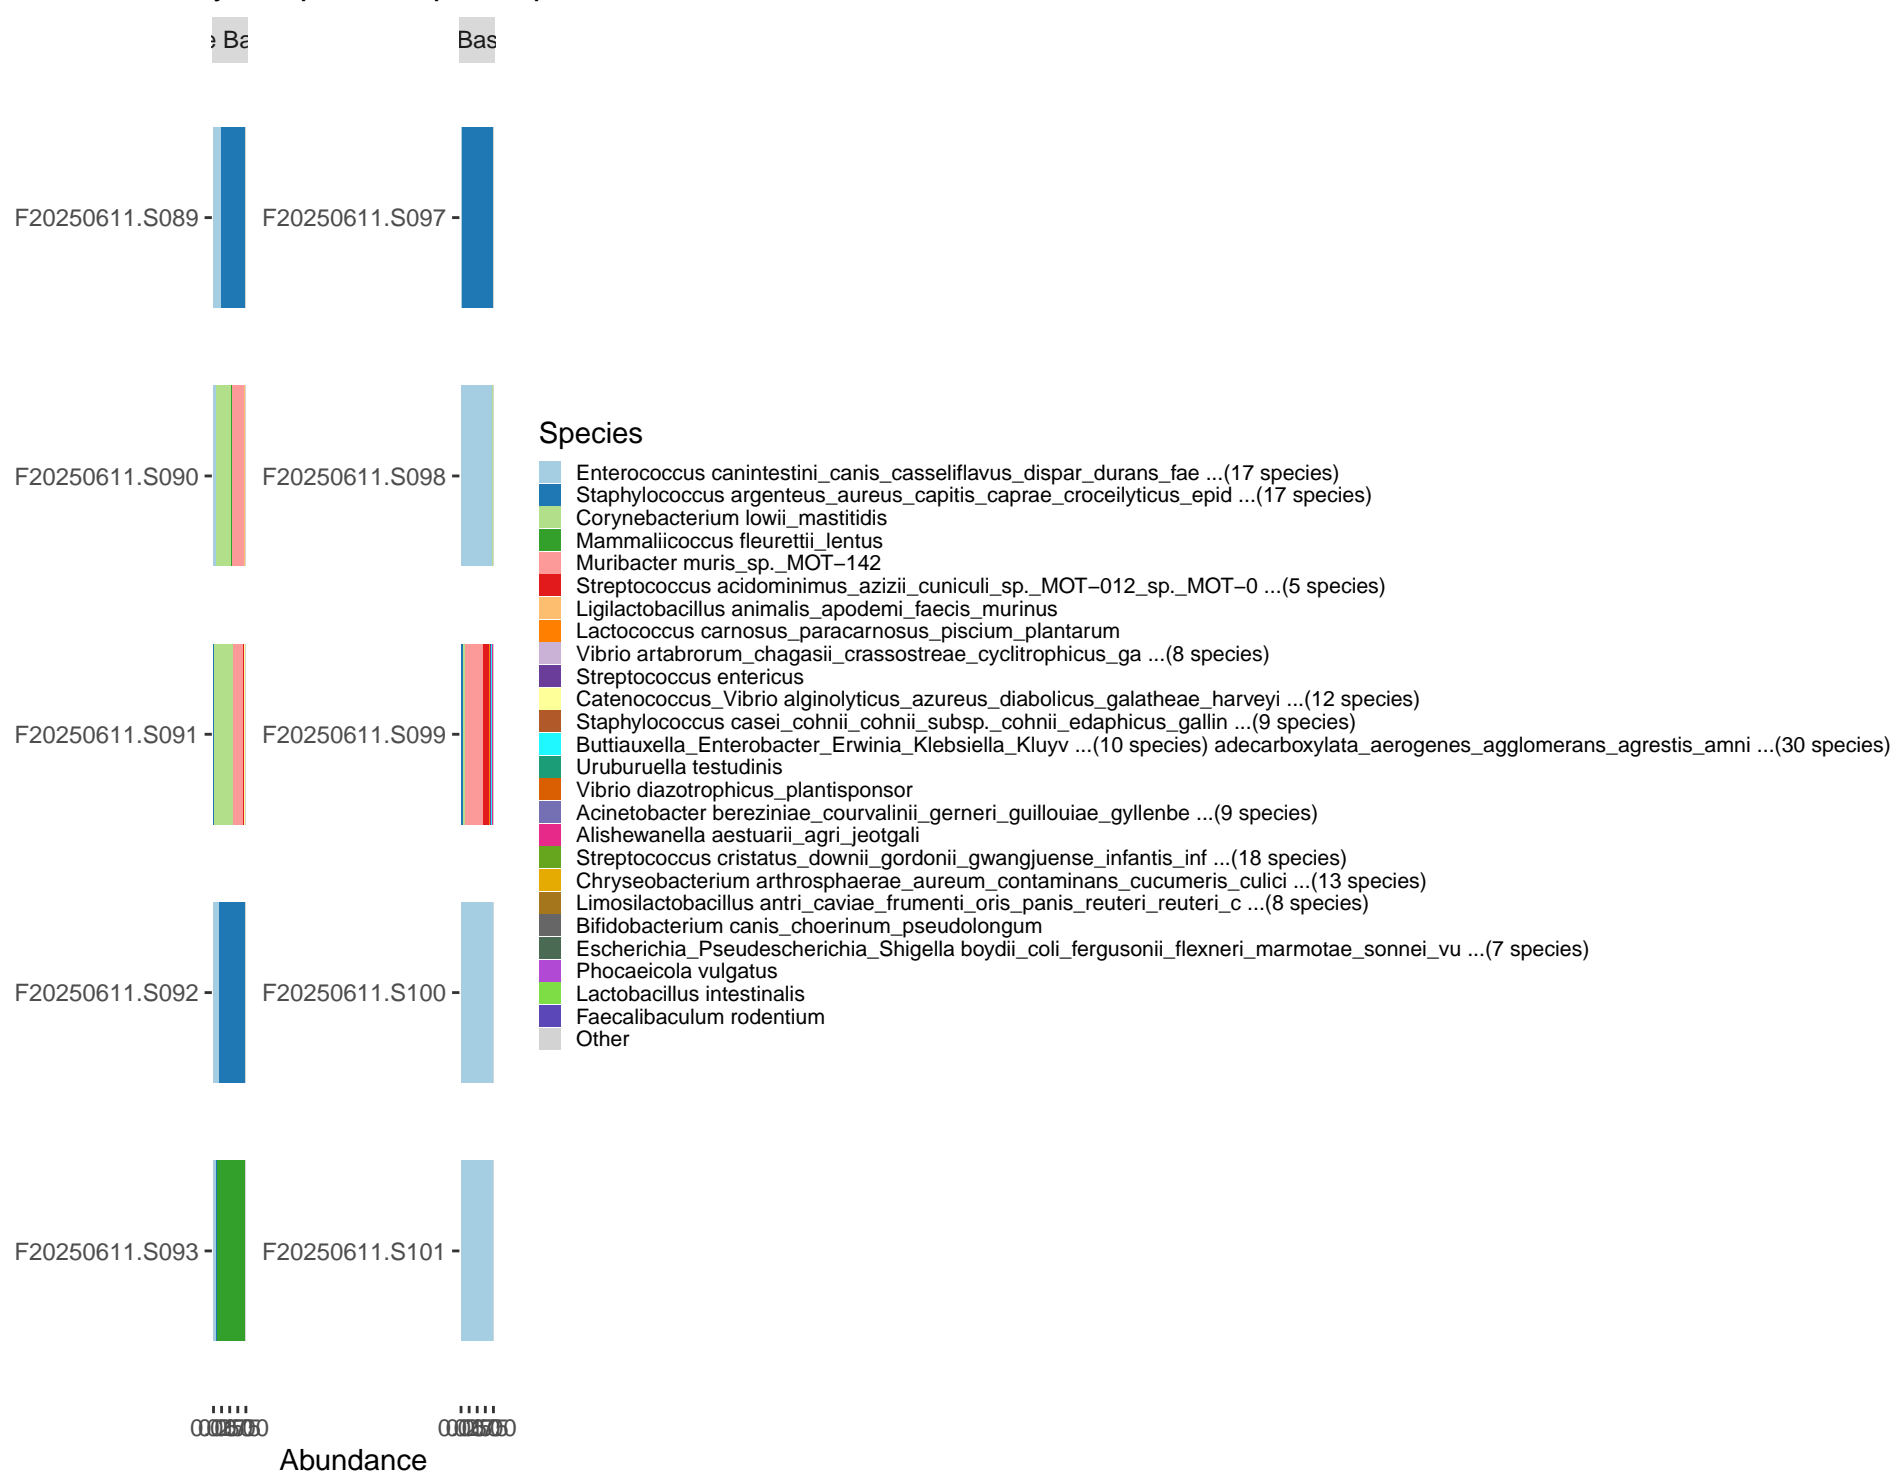 Ba
Bas
F20250611.S089
F20250611.S097
F20250611.S090
F20250611.S098
F20250611.S091
F20250611.S099
F20250611.S092
F20250611.S100
F20250611.S093
F20250611.S101
Abundance
Species
Enterococcus canintestini_canis_casseliflavus_dispar_durans_fae ...(17 species)
Staphylococcus argenteus_aureus_capitis_caprae_croceilyticus_epid ...(17 species)
Corynebacterium lowii_mastitidis
Mammaliicoccus fleurettii_lentus
Muribacter muris_sp._MOT−142
Streptococcus acidominimus_azizii_cuniculi_sp._MOT−012_sp._MOT−0 ...(5 species)
Ligilactobacillus animalis_apodemi_faecis_murinus
Lactococcus carnosus_paracarnosus_piscium_plantarum
Vibrio artabrorum_chagasii_crassostreae_cyclitrophicus_ga ...(8 species)
Streptococcus entericus
Catenococcus_Vibrio alginolyticus_azureus_diabolicus_galatheae_harveyi ...(12 species)
Staphylococcus casei_cohnii_cohnii_subsp._cohnii_edaphicus_gallin ...(9 species)
Buttiauxella_Enterobacter_Erwinia_Klebsiella_Kluyv ...(10 species) adecarboxylata_aerogenes_agglomerans_agrestis_amni ...(30 species)
Uruburuella testudinis
Vibrio diazotrophicus_plantisponsor
Acinetobacter bereziniae_courvalinii_gerneri_guillouiae_gyllenbe ...(9 species)
Alishewanella aestuarii_agri_jeotgali
Streptococcus cristatus_downii_gordonii_gwangjuense_infantis_inf ...(18 species)
Chryseobacterium arthrosphaerae_aureum_contaminans_cucumeris_culici ...(13 species)
Limosilactobacillus antri_caviae_frumenti_oris_panis_reuteri_reuteri_c ...(8 species)
Bifidobacterium canis_choerinum_pseudolongum
Escherichia_Pseudescherichia_Shigella boydii_coli_fergusonii_flexneri_marmotae_sonnei_vu ...(7 species)
Phocaeicola vulgatus
Lactobacillus intestinalis
Faecalibaculum rodentium
Other